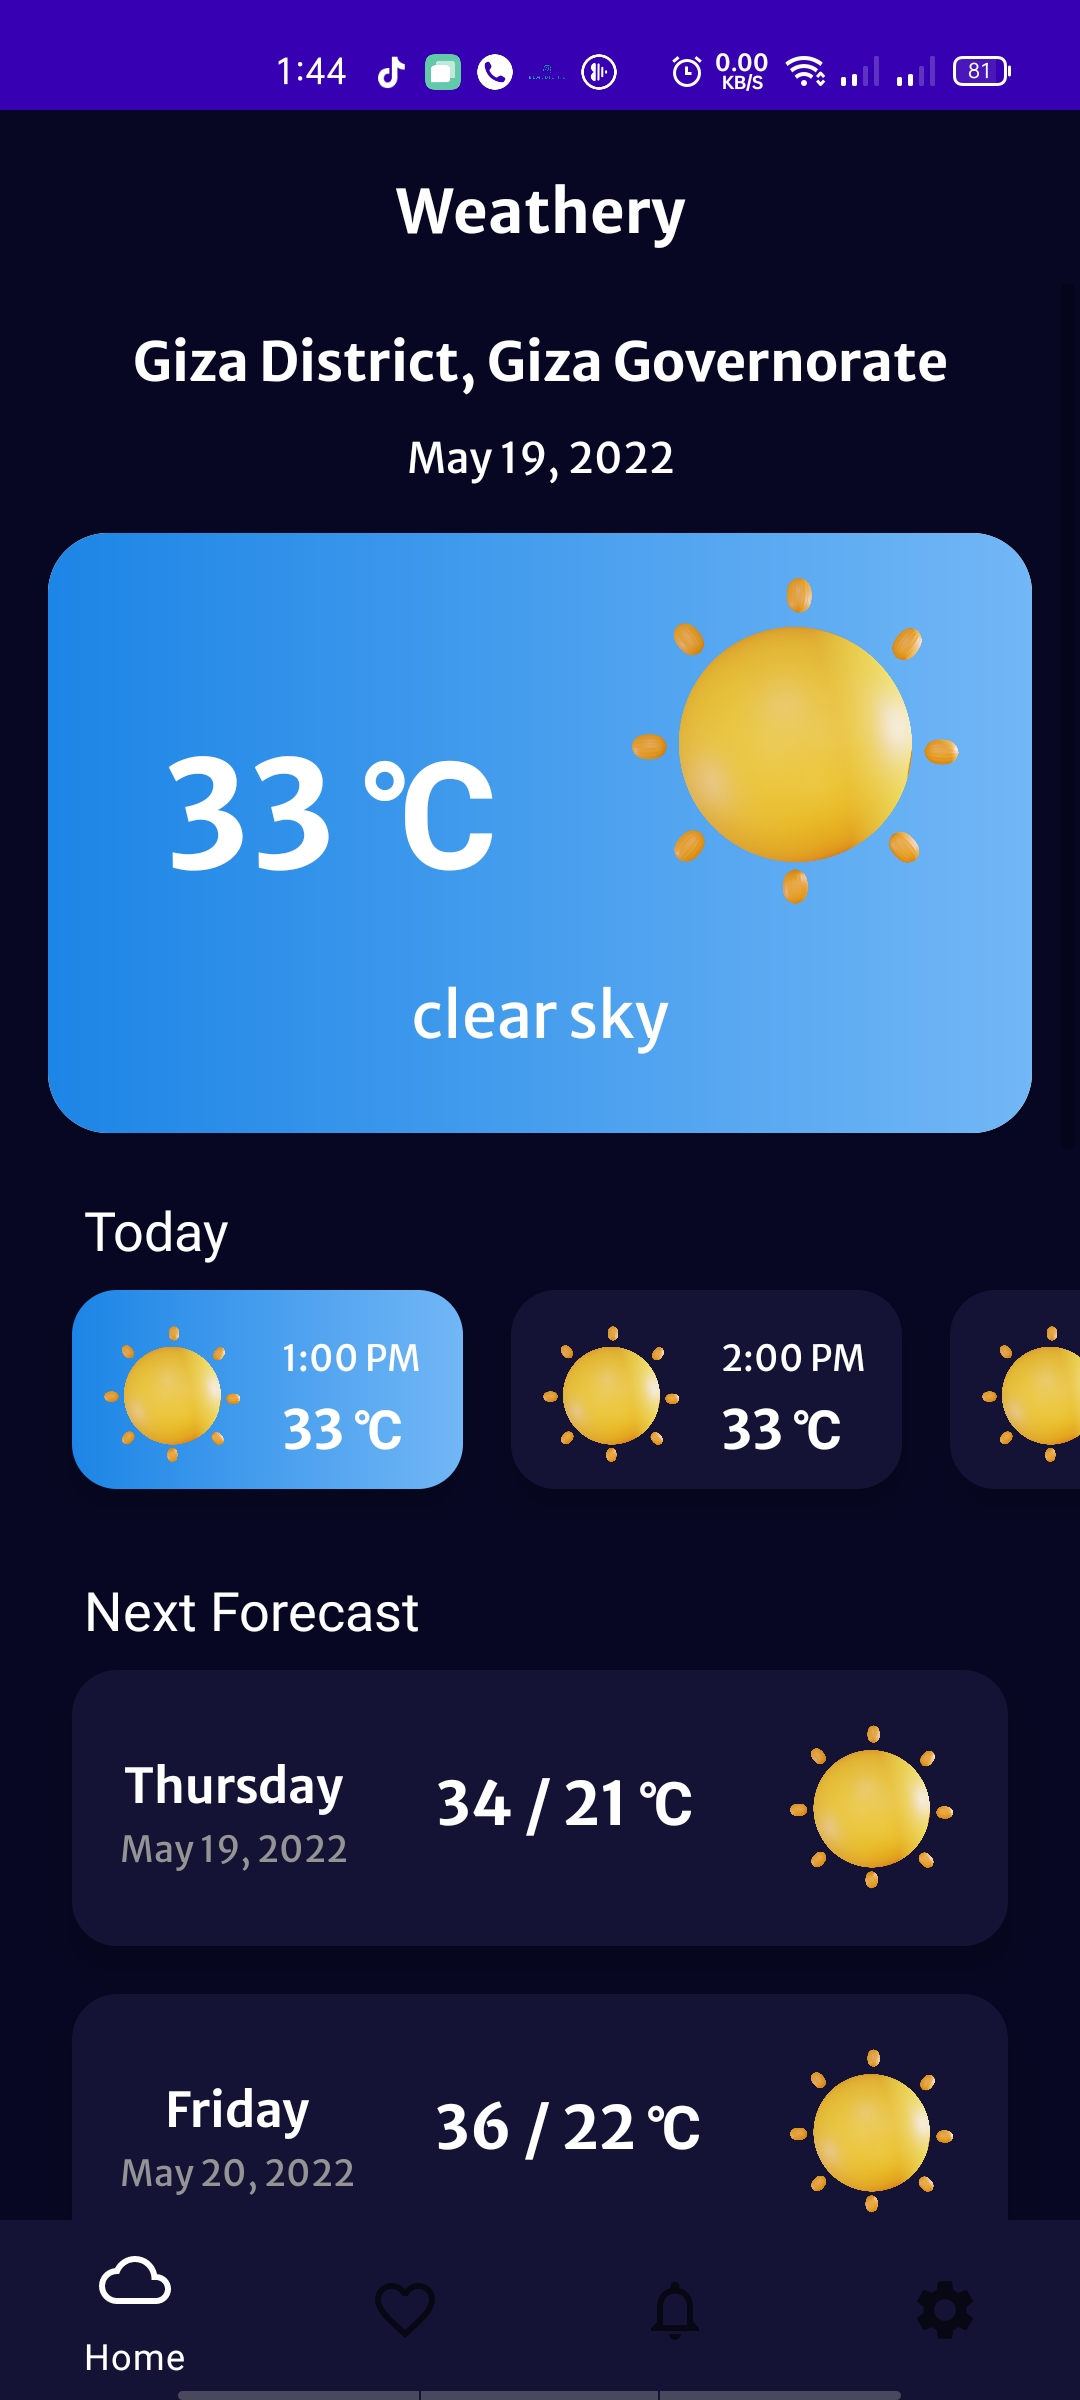 1:44 0.00 KB/S 81
Weathery
Giza District, Giza Governorate
May 19, 2022
33 °C
clear sky
Today
1:00 PM
33 °C
2:00 PM
33 °C
Next Forecast
Thursday
May 19, 2022
34 / 21 °C
Friday
May 20, 2022
36 / 22 °C
Home